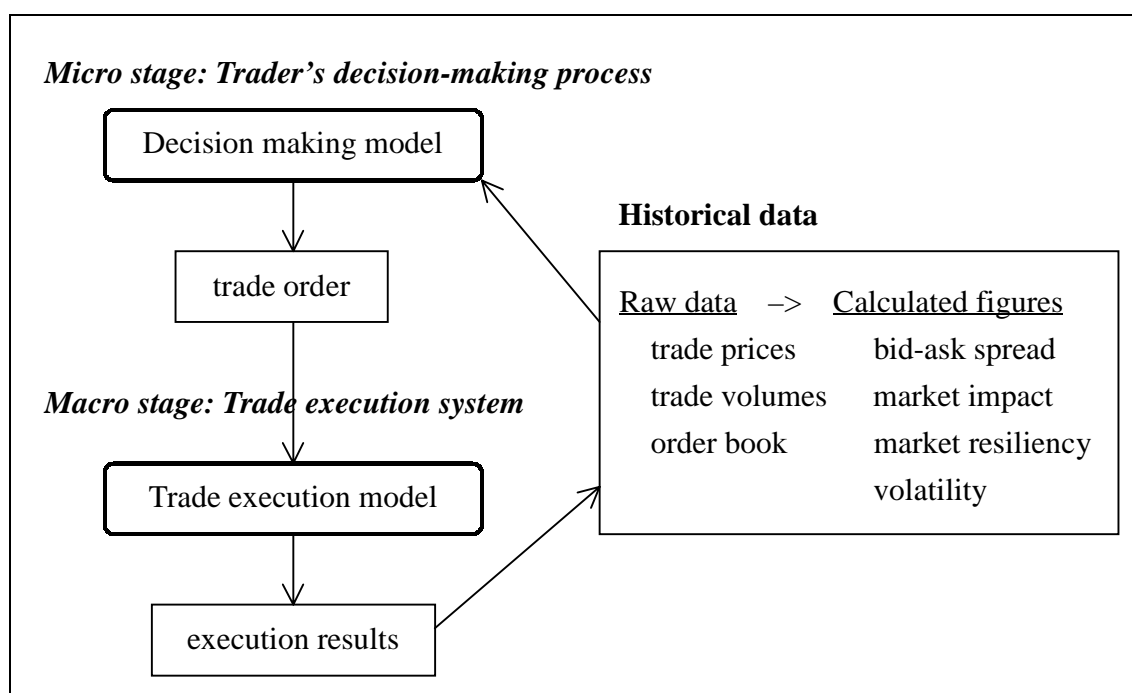 Micro stage: Trader's decision-making process
Decision making model
trade order
Macro stage: Trade execution system
Trade execution model
execution results
Historical data
Raw data –> Calculated figures
trade prices bid-ask spread
trade volumes market impact
order book market resiliency
volatility